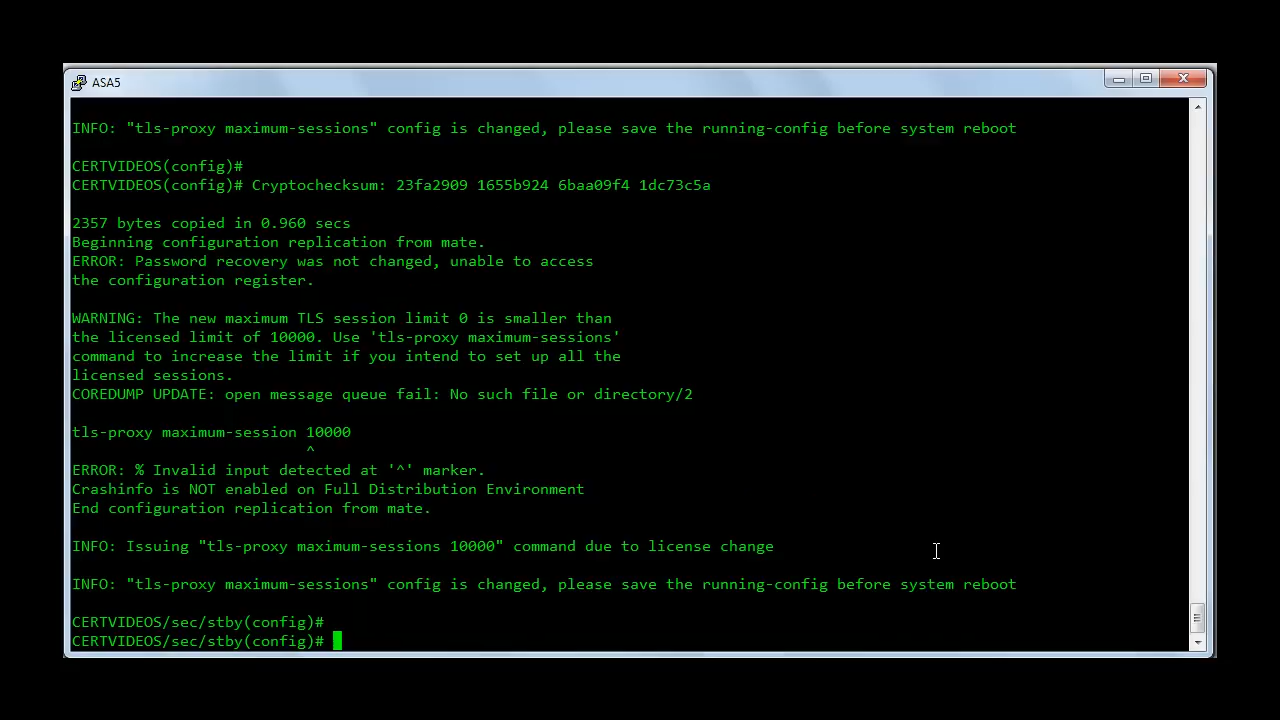 ASA5
INFO: "tls-proxy maximum-sessions" config is changed, please save the running-config before system reboot
CERTVIDEOS(config)#
CERTVIDEOS(config)# Cryptochecksum: 23fa2909 1655b924 6baa09f4 1dc73c5a
2357 bytes copied in 0.960 secs
Beginning configuration replication from mate.
ERROR: Password recovery was not changed, unable to access
the configuration register.
WARNING: The new maximum TLS session limit 0 is smaller than
the licensed limit of 10000. Use 'tls-proxy maximum-sessions'
command to increase the limit if you intend to set up all the
licensed sessions.
COREDUMP UPDATE: open message queue fail: No such file or directory/2
tls-proxy maximum-session 10000
^
ERROR: % Invalid input detected at '^' marker.
Crashinfo is NOT enabled on Full Distribution Environment
End configuration replication from mate.
INFO: Issuing "tls-proxy maximum-sessions 10000" command due to license change
INFO: "tls-proxy maximum-sessions" config is changed, please save the running-config before system reboot
CERTVIDEOS/sec/stby(config)#
CERTVIDEOS/sec/stby(config)#